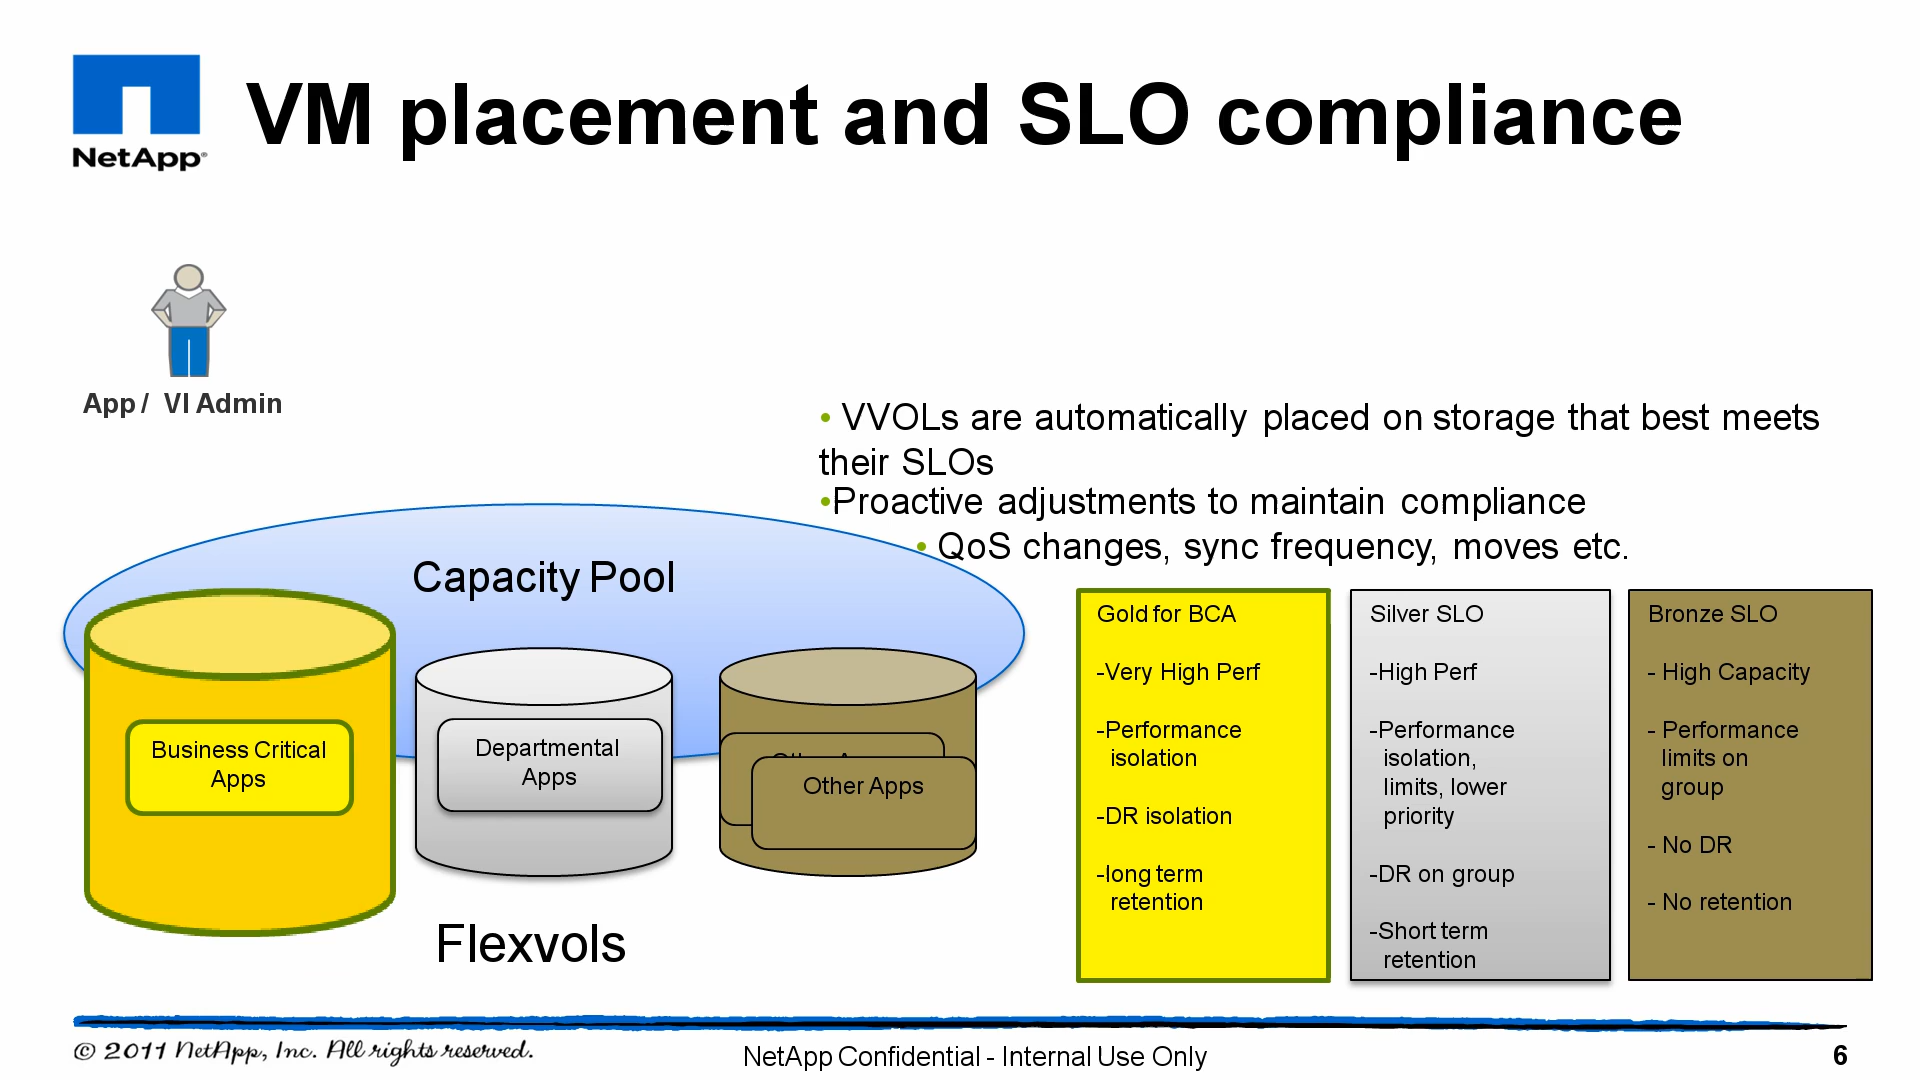 NetApp®
VM placement and SLO compliance
App / VI Admin
• VVOLs are automatically placed on storage that best meets
their SLOs
•Proactive adjustments to maintain compliance
• QoS changes, sync frequency, moves etc.
Capacity Pool
Business Critical
Apps
Departmental
Apps
Other Apps
Flexvols
Gold for BCA
-Very High Perf
-Performance
isolation
-DR isolation
-long term
retention
Silver SLO
-High Perf
-Performance
isolation,
limits, lower
priority
-DR on group
-Short term
retention
Bronze SLO
- High Capacity
- Performance
limits on
group
- No DR
- No retention
© 2011 NetApp, Inc. All rights reserved.
NetApp Confidential - Internal Use Only
6